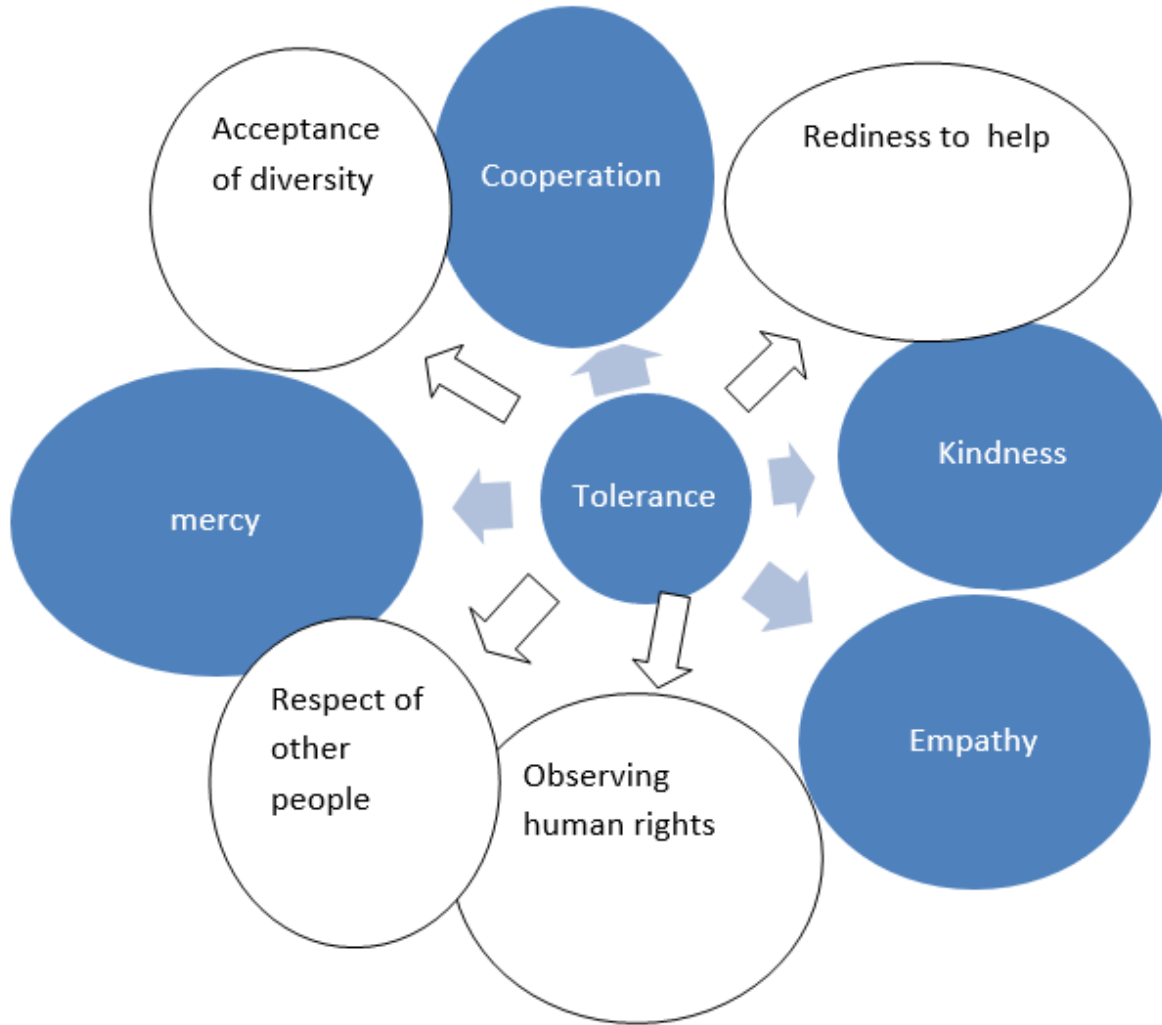 Acceptance
of diversity
Cooperation
Rediness to  help
Kindness
Tolerance
mercy
Empathy
Respect of
other
people
Observing
human rights